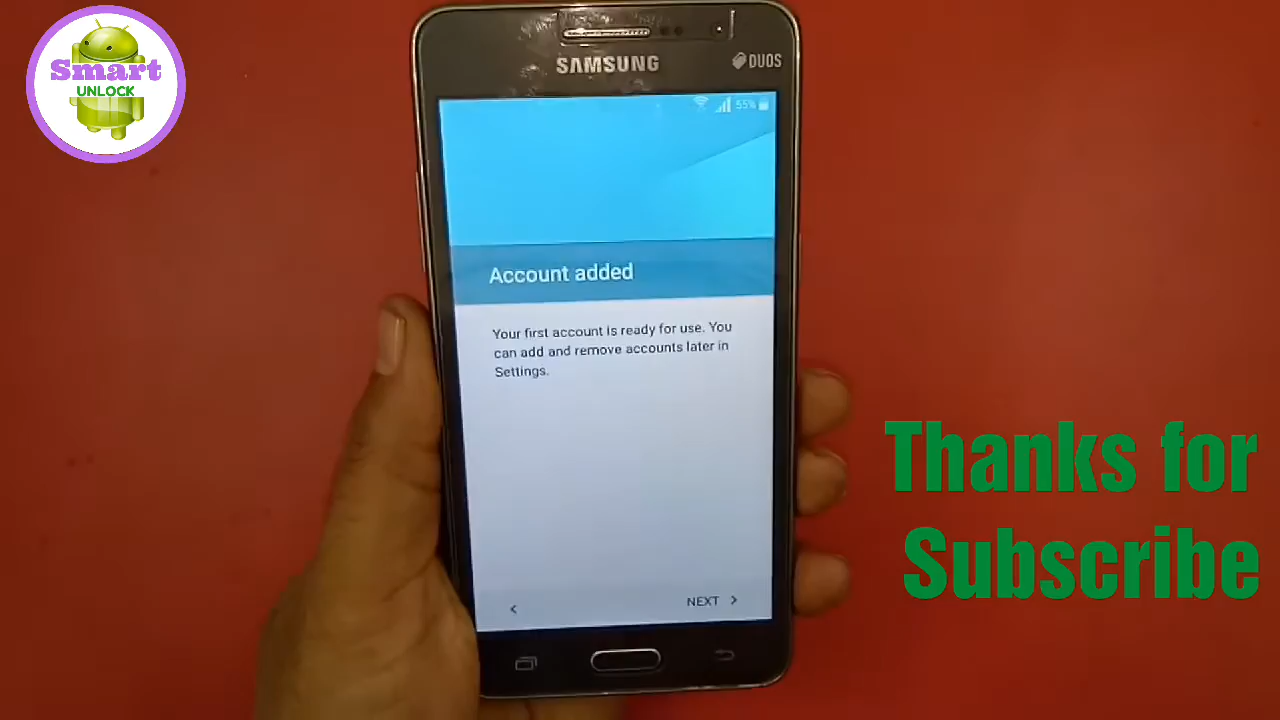 Smart
UNLOCK
SAMSUNG
DUOS
55%
Account added
Your first account is ready for use. You
can add and remove accounts later in
Settings.
NEXT
Thanks for
Subscribe